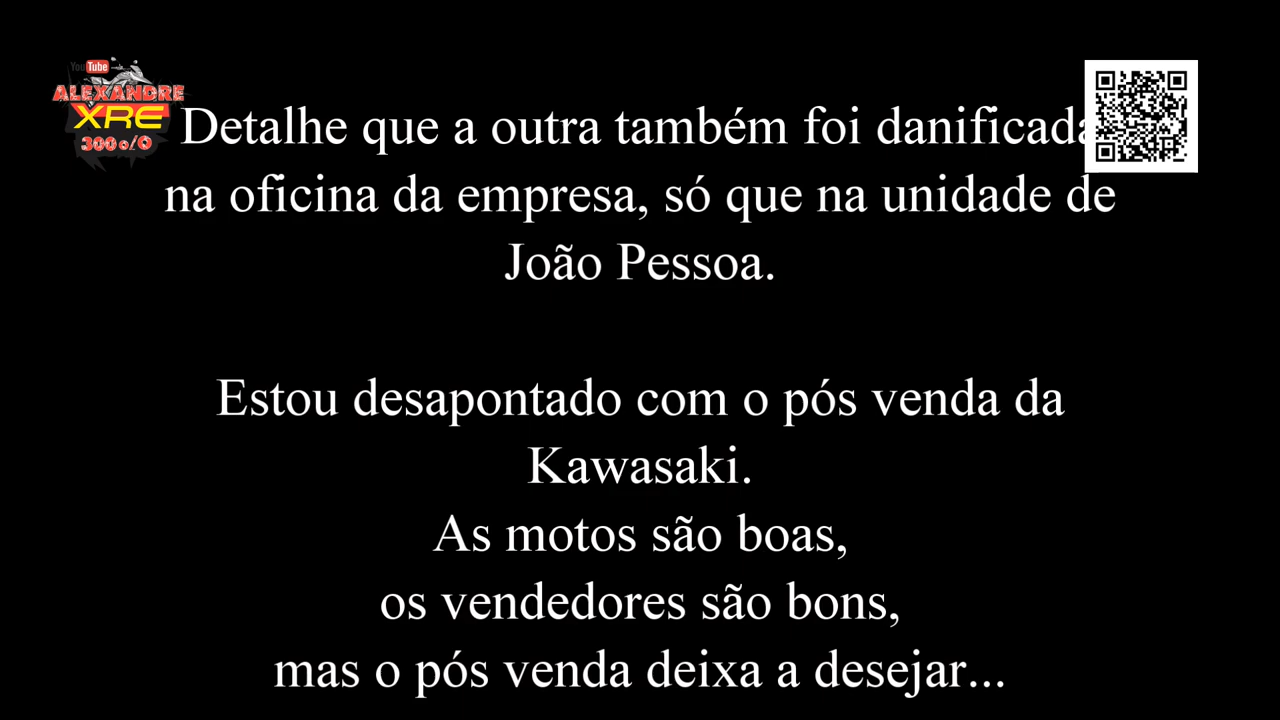 YouTube
ALEXANDRE
XRE
300 o/o
Detalhe que a outra também foi danificada
na oficina da empresa, só que na unidade de
João Pessoa.
Estou desapontado com o pós venda da
Kawasaki.
As motos são boas,
os vendedores são bons,
mas o pós venda deixa a desejar...